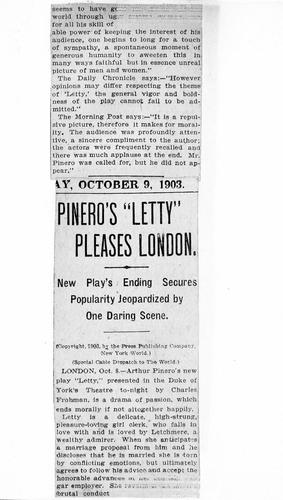 seems to have
world through
for all his skill of
able power of keeping the interest of his
audience, one begins to long for a touch
of sympathy, a spontaneous moment of
generous humanity to sweeten this in
many ways faithful but in essence unreal
picture of men and women."
The Daily Chronicle says:—"However
opinions may differ respecting the theme
of 'Letty,' the general vigor and bold-
ness of the play cannot fail to be ad-
mitted."
The Morning Post says:—"It is a repul-
sive picture, therefore it makes for moral-
ity. The audience was profoundly atten-
tive, a sincere compliment to the author;
the actors were frequently recalled and
there was much applause at the end. Mr.
Pinero was called for, but he did not ap-
pear."
AY, OCTOBER 9, 1903.
PINERO'S "LETTY"
PLEASES LONDON.
New Play's Ending Secures
Popularity Jeopardized by
One Daring Scene.
(Copyright, 1903, by the Press Publishing Company,
New York World.)
(Special Cable Despatch to The World.)
LONDON, Oct. 8.—Arthur Pinero's new
play "Letty," presented in the Duke of
York's Theatre to-night by Charles
Frohman, is a drama of passion, which
ends morally if not altogether happily.
Letty is a delicate, high-strung,
pleasure-loving girl clerk, who falls in
love with and is loved by Letchmere, a
wealthy admirer. When she anticipates
a marriage proposal from him and he
discloses that he is married she is torn
by conflicting emotions, but ultimately
agrees to follow his advice and accept the
honorable advances
gar employer. She
brutal conduct